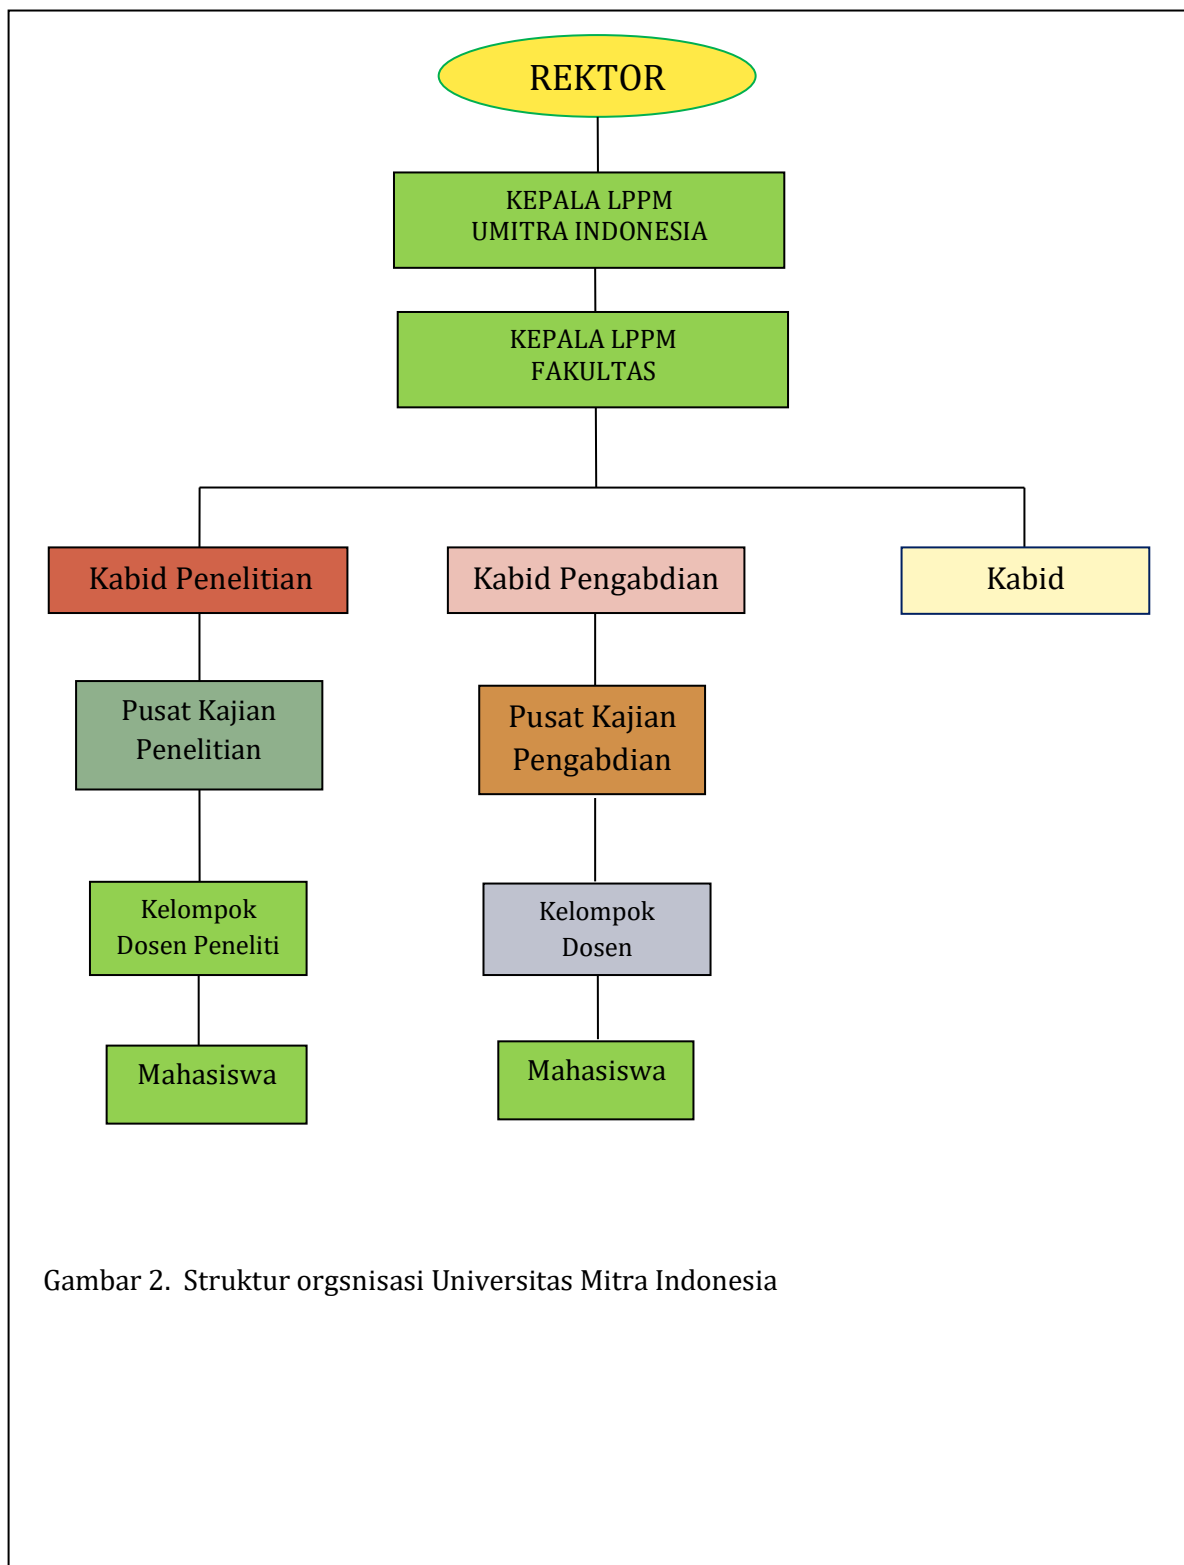 REKTOR
KEPALA LPPM
UMITRA INDONESIA
KEPALA LPPM
FAKULTAS
Kabid Penelitian
Kabid Pengabdian
Kabid
Pusat Kajian
Penelitian
Pusat Kajian
Pengabdian
Kelompok
Dosen Peneliti
Kelompok
Dosen
Mahasiswa
Mahasiswa
Gambar 2.  Struktur orgsnisasi Universitas Mitra Indonesia